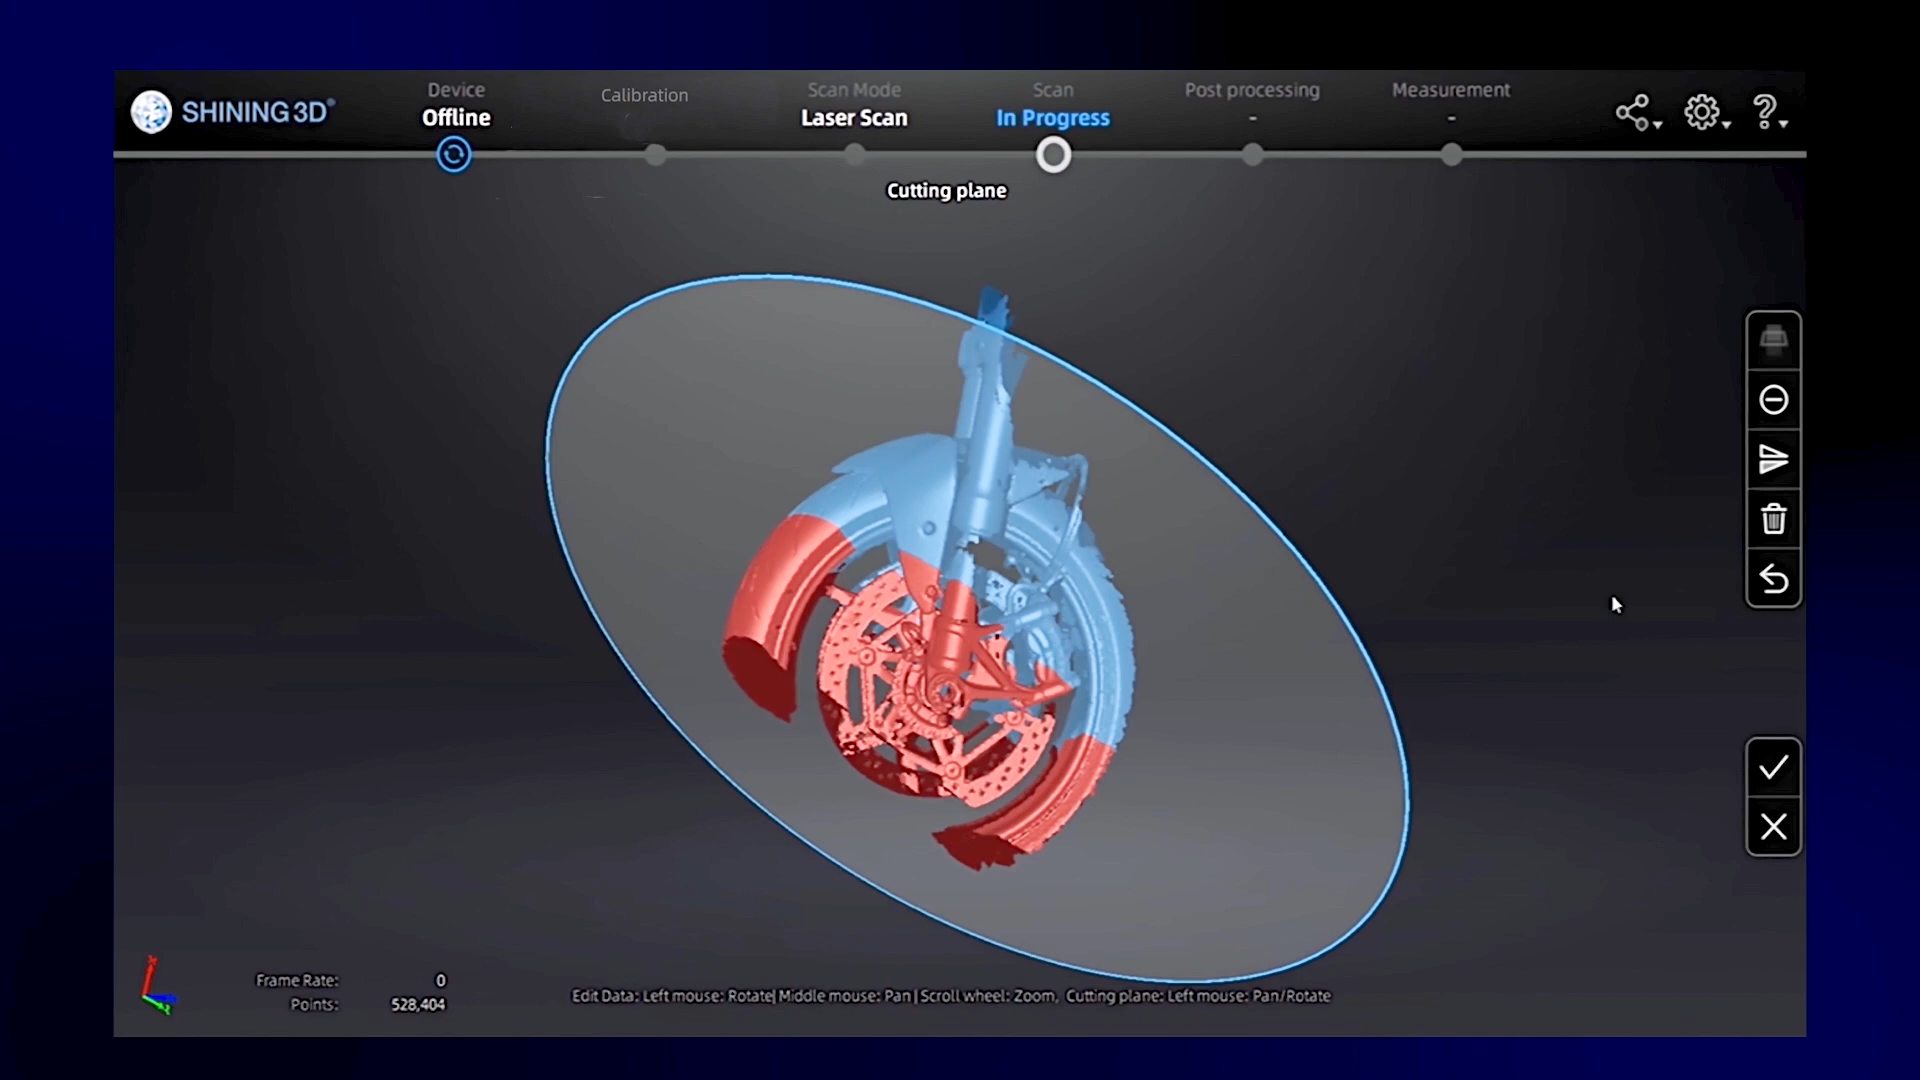 SHINING 3D®
Device
Offline
Calibration
Scan Mode
Laser Scan
Scan
In Progress
Post processing
-
Measurement
-
Cutting plane
Frame Rate: 0
Points: 528,404
Edit Data: Left mouse: Rotate| Middle mouse: Pan | Scroll wheel: Zoom, Cutting plane: Left mouse: Pan/Rotate